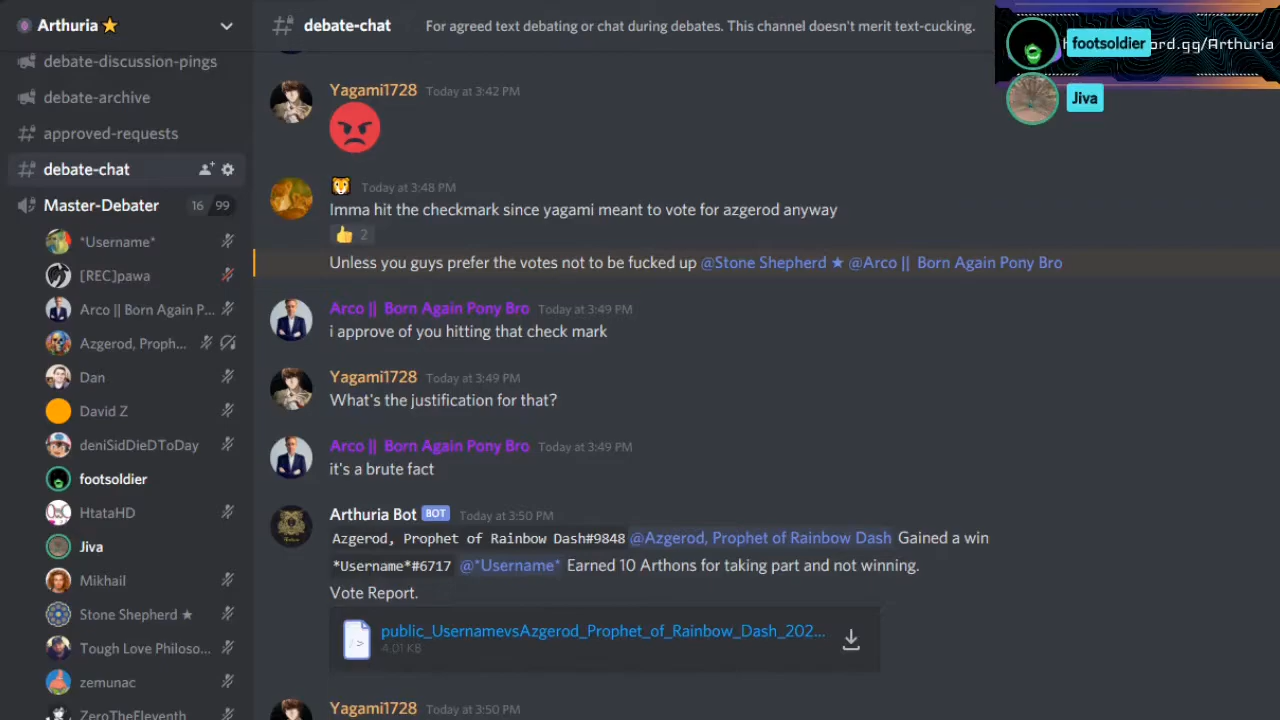 Arthuria
debate-chat
For agreed text debating or chat during debates. This channel doesn't merit text-cucking.
footsoldier
ord.gg/Arthuria
Jiva
debate-discussion-pings
debate-archive
approved-requests
debate-chat
Master-Debater 16 99
*Username*
[REC]pawa
Arco || Born Again P...
Azgerod, Proph...
Dan
David Z
deniSidDieDToDay
footsoldier
HtataHD
Jiva
Mikhail
Stone Shepherd ★
Tough Love Philoso...
zemunac
ZeroTheEleventh
Yagami1728 Today at 3:42 PM
Today at 3:48 PM
Imma hit the checkmark since yagami meant to vote for azgerod anyway
2
Unless you guys prefer the votes not to be fucked up @Stone Shepherd ★ @Arco || Born Again Pony Bro
Arco || Born Again Pony Bro Today at 3:49 PM
i approve of you hitting that check mark
Yagami1728 Today at 3:49 PM
What's the justification for that?
Arco || Born Again Pony Bro Today at 3:49 PM
it's a brute fact
Arthuria Bot BOT Today at 3:50 PM
Azgerod, Prophet of Rainbow Dash#9848 @Azgerod, Prophet of Rainbow Dash Gained a win
*Username*#6717 @*Username* Earned 10 Arthons for taking part and not winning.
Vote Report.
public_UsernamevsAzgerod_Prophet_of_Rainbow_Dash_202...
4.01 KB
Yagami1728 Today at 3:50 PM